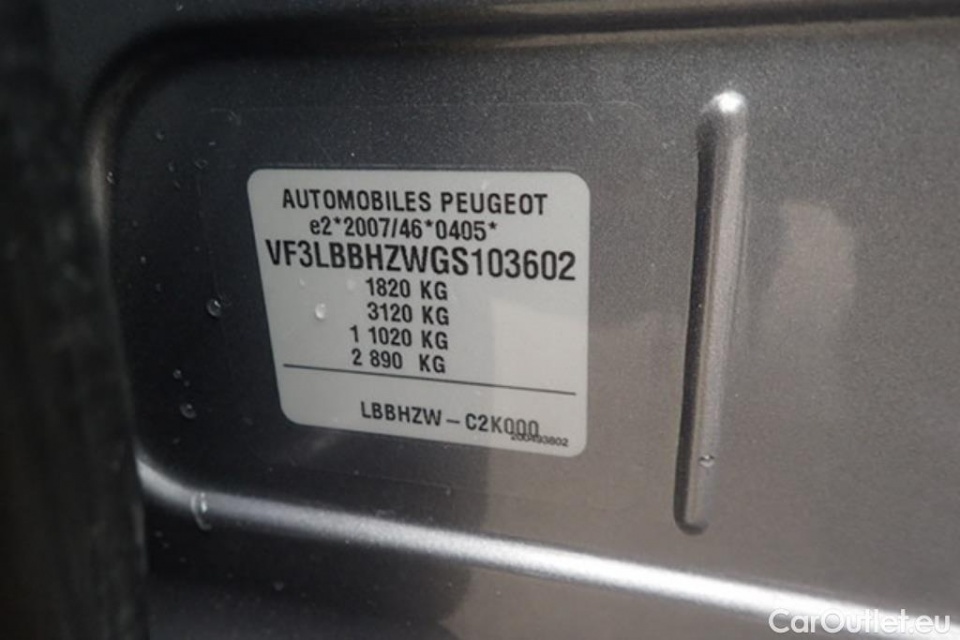 AUTOMOBILES PEUGEOT
e2*2007/46*0405*
VF3LBBHZWGS103602
1820 KG
3120 KG
1 1020 KG
2 890 KG
LBBHZW – C2K000
200493802
CarOutlet.eu